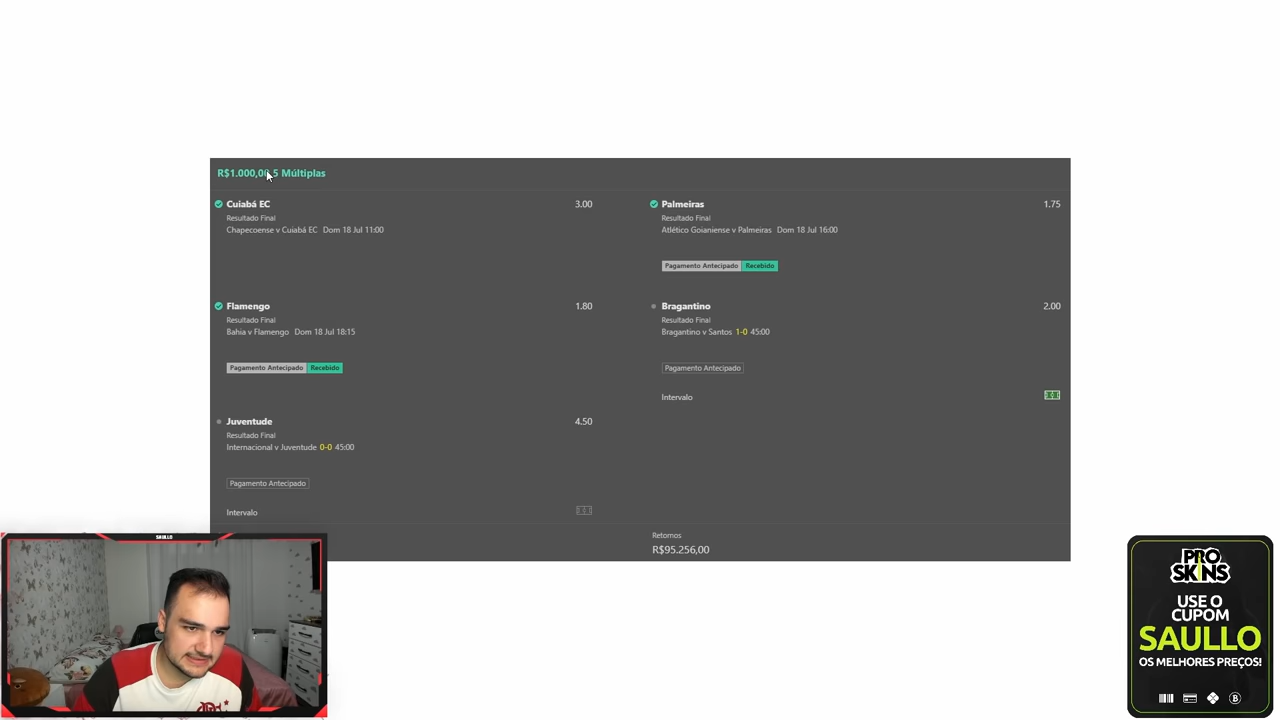 R$1.000,00 5 Múltiplas
Cuiabá EC 3.00
Resultado Final
Chapecoense v Cuiabá EC Dom 18 Jul 11:00
Palmeiras 1.75
Resultado Final
Atlético Goianiense v Palmeiras Dom 18 Jul 16:00
Pagamento Antecipado Recebido
Flamengo 1.80
Resultado Final
Bahia v Flamengo Dom 18 Jul 18:15
Pagamento Antecipado Recebido
Bragantino 2.00
Resultado Final
Bragantino v Santos 1-0 45:00
Pagamento Antecipado
Intervalo
Juventude 4.50
Resultado Final
Internacional v Juventude 0-0 45:00
Pagamento Antecipado
Intervalo
Retornos
R$95.256,00
SAULLO
PRO
SKINS
USE O
CUPOM
SAULLO
OS MELHORES PREÇOS!